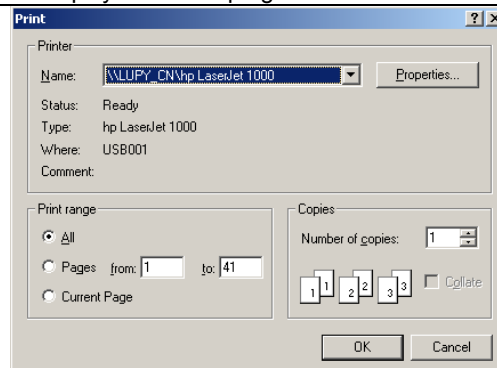 Print
Printer
Name: \\LUPY_CN\hp LaserJet 1000 Properties...
Status: Ready
Type: hp LaserJet 1000
Where: USB001
Comment:
Print range
All
Pages from: 1 to: 41
Current Page
Copies
Number of copies: 1
1 1 2 2 3 3 Collate
OK Cancel